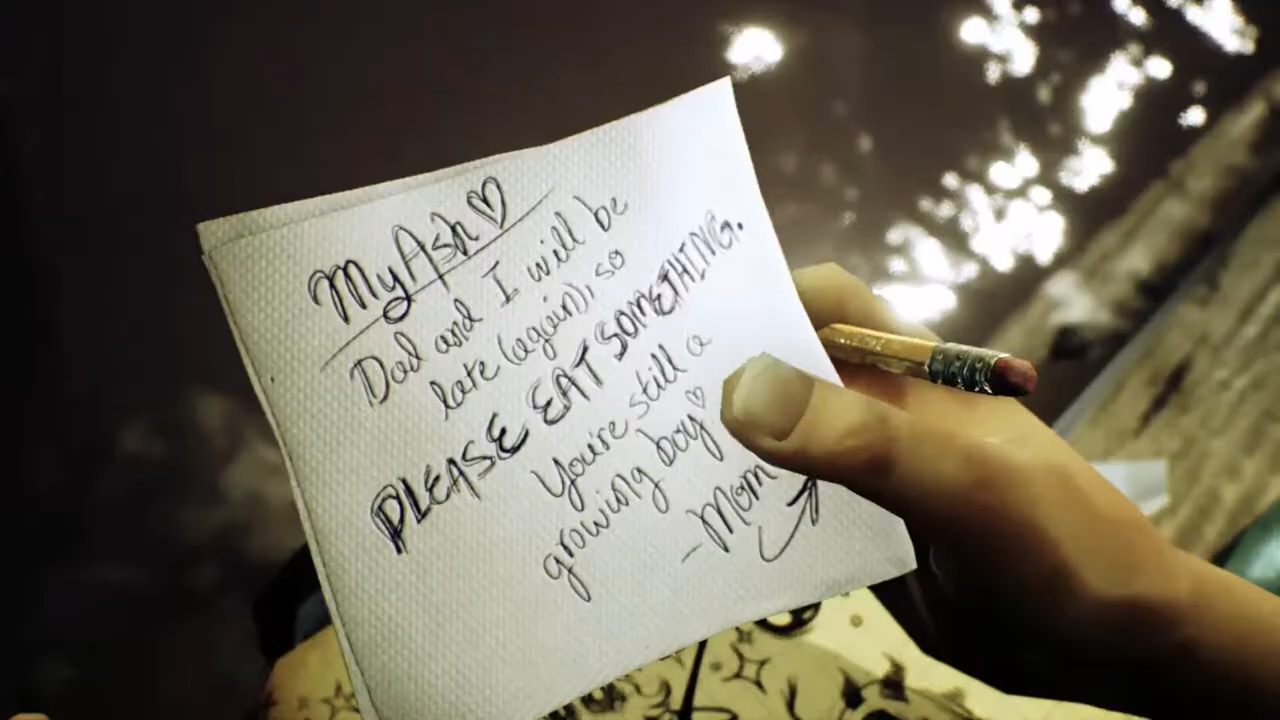 My Ash♡
Dad and I will be
late (again), so
PLEASE EAT SOMETHING.
You're still a
growing boy♡
-Mom